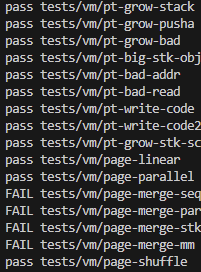 pass tests/vm/pt-grow-stack
pass tests/vm/pt-grow-pusha
pass tests/vm/pt-grow-bad
pass tests/vm/pt-big-stk-obj
pass tests/vm/pt-bad-addr
pass tests/vm/pt-bad-read
pass tests/vm/pt-write-code
pass tests/vm/pt-write-code2
pass tests/vm/pt-grow-stk-sc
pass tests/vm/page-linear
pass tests/vm/page-parallel
FAIL tests/vm/page-merge-seq
FAIL tests/vm/page-merge-par
FAIL tests/vm/page-merge-stk
FAIL tests/vm/page-merge-mm
pass tests/vm/page-shuffle